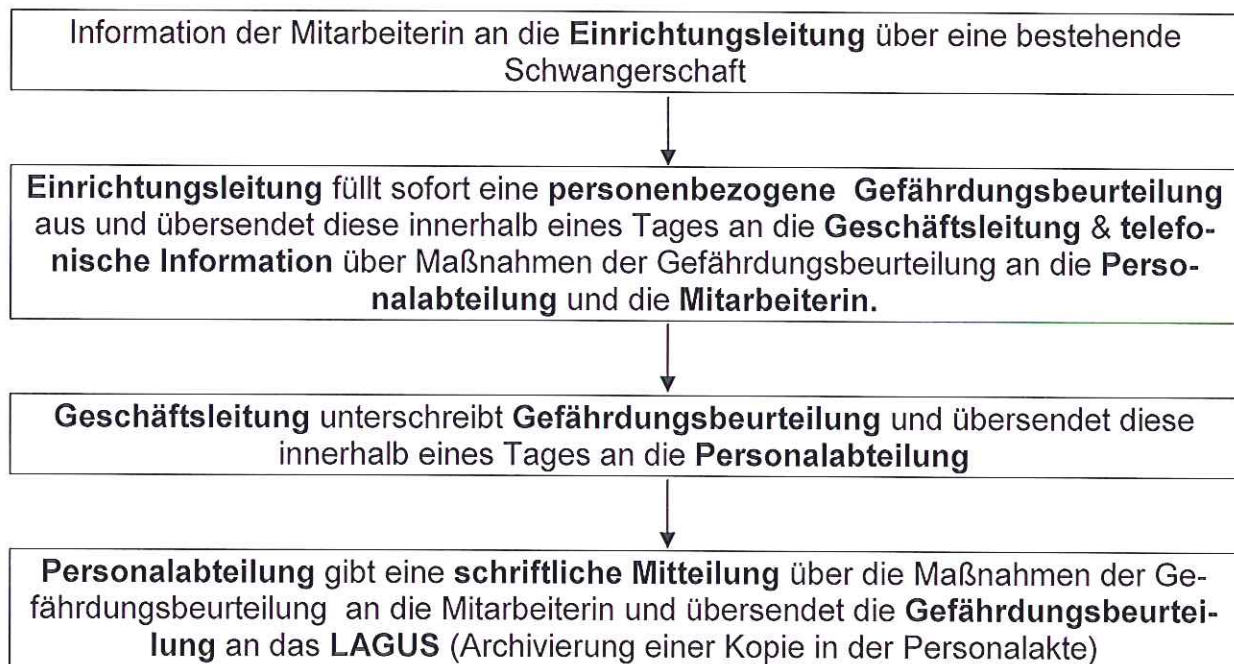 Information der Mitarbeiterin an die Einrichtungsleitung über eine bestehende
Schwangerschaft
Einrichtungsleitung füllt sofort eine personenbezogene Gefährdungsbeurteilung
aus und übersendet diese innerhalb eines Tages an die Geschäftsleitung & telefo-
nische Information über Maßnahmen der Gefährdungsbeurteilung an die Perso-
nalabteilung und die Mitarbeiterin.
Geschäftsleitung unterschreibt Gefährdungsbeurteilung und übersendet diese
innerhalb eines Tages an die Personalabteilung
Personalabteilung gibt eine schriftliche Mitteilung über die Maßnahmen der Ge-
fährdungsbeurteilung an die Mitarbeiterin und übersendet die Gefährdungsbeurtei-
lung an das LAGUS (Archivierung einer Kopie in der Personalakte)